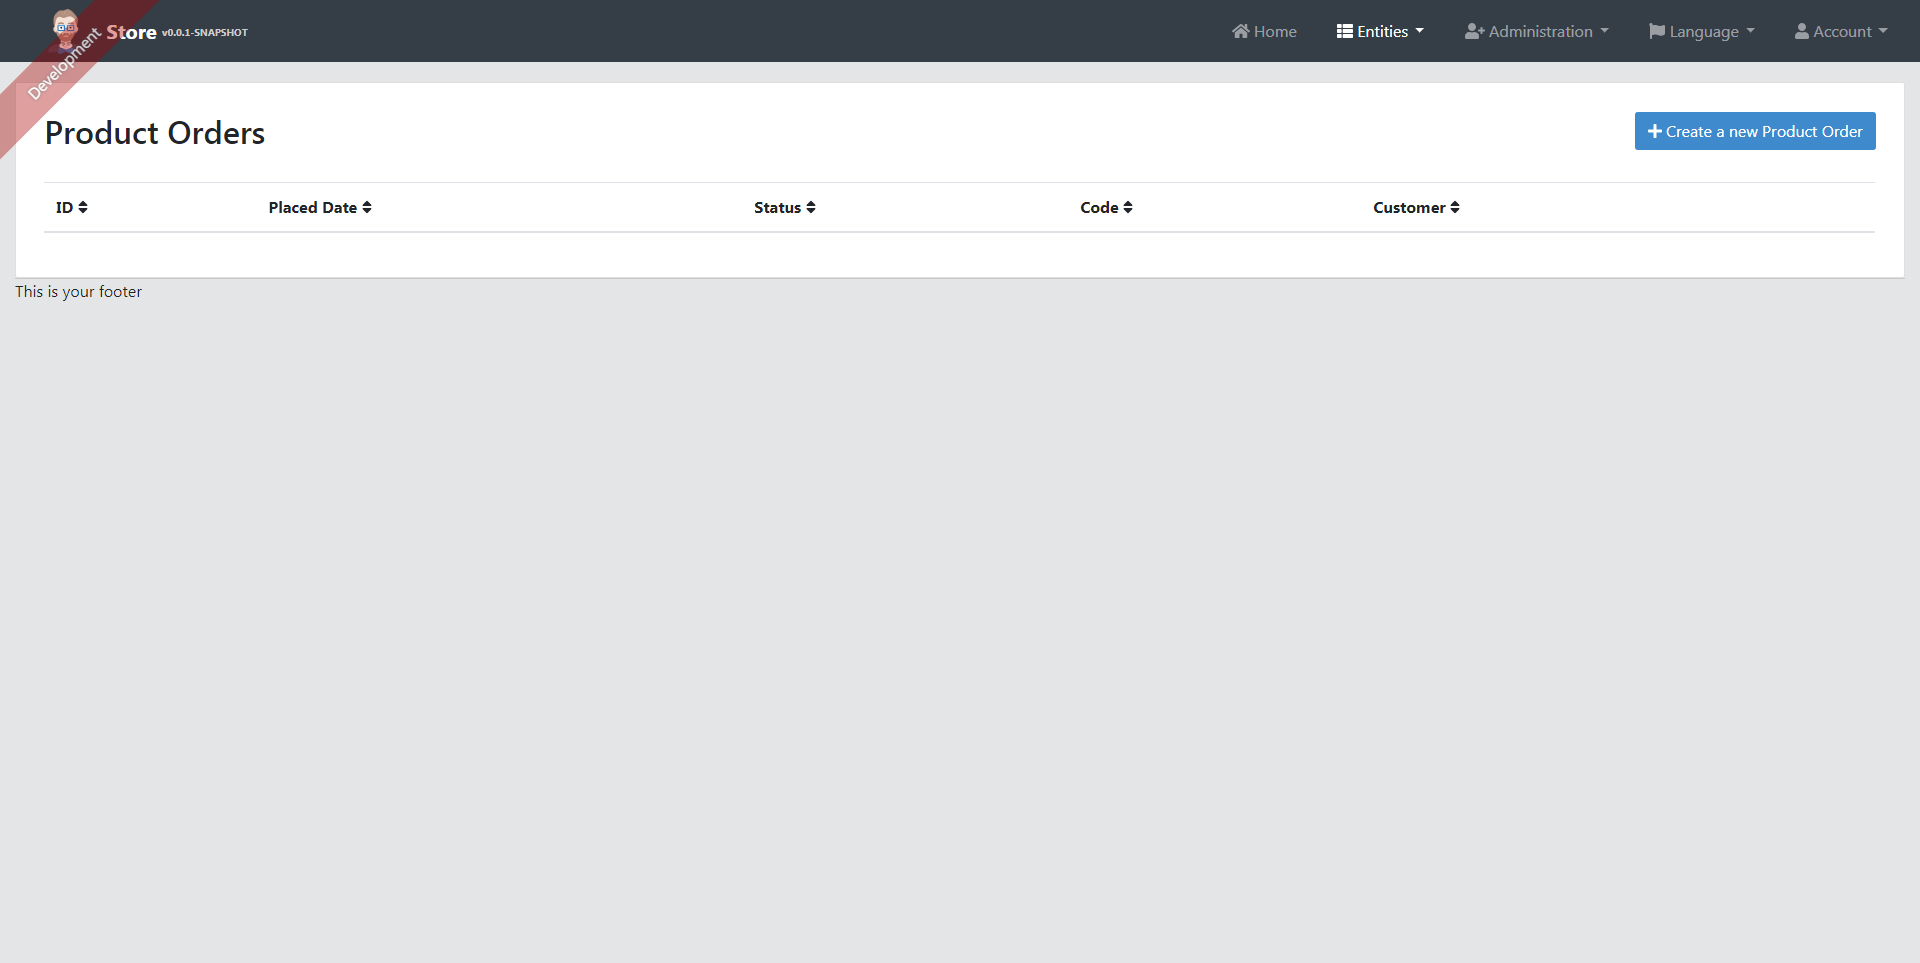 Development
Store v0.0.1-SNAPSHOT
Home Entities Administration Language Account
Product Orders
Create a new Product Order
ID Placed Date Status Code Customer
This is your footer